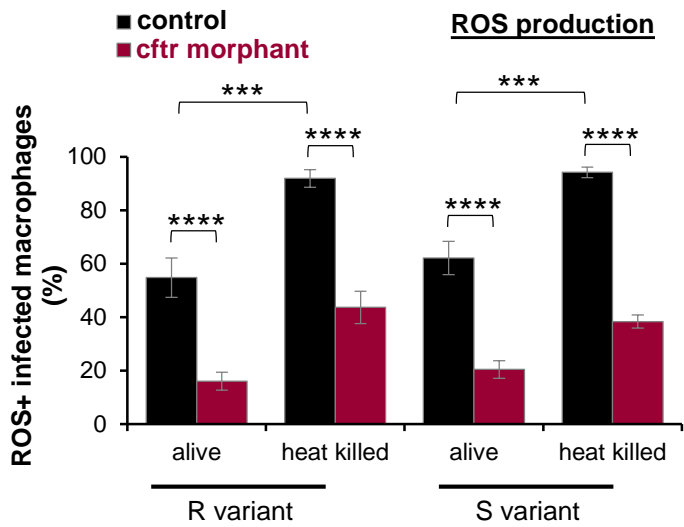 control
cftr morphant
ROS production
***
***
****
****
****
****
ROS+ infected macrophages
(%)
100
80
60
40
20
0
alive
heat killed
alive
heat killed
R variant
S variant